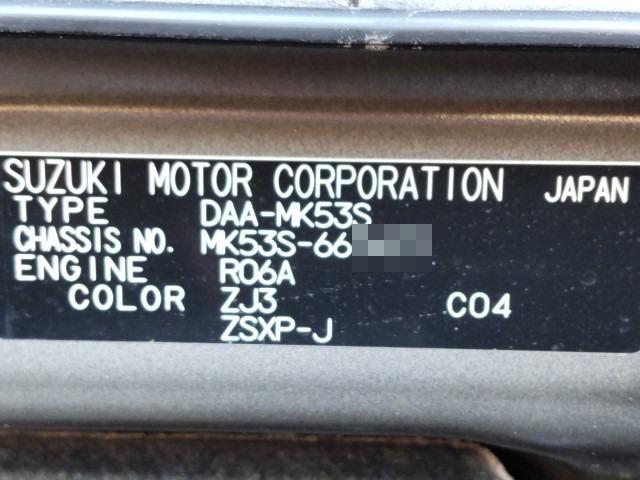 SUZUKI MOTOR CORPORATION JAPAN
TYPE DAA-MK53S
CHASSIS NO. MK53S-66
ENGINE R06A
COLOR ZJ3 C04
ZSXP-J